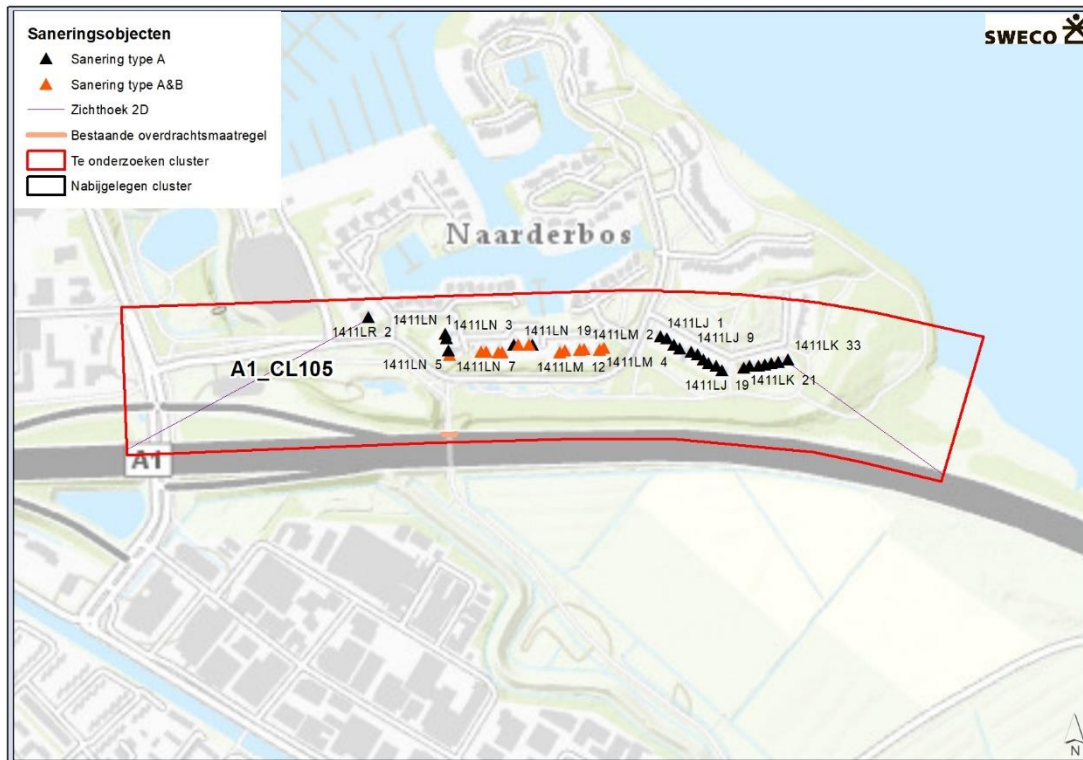 Saneringsobjecten
Sanering type A
Sanering type A&B
Zichthoek 2D
Bestaande overdrachtsmaatregel
Te onderzoeken cluster
Nabijgelegen cluster
SWECO
Naarderbos
1411LR 2
1411LN 1
1411LN 3
1411LN 19
1411LM 2
1411LJ 1
1411LJ 9
1411LK 33
1411LN 5
1411LN 7
1411LM 12
1411LM 4
1411LJ 19
1411LK 21
A1_CL105
A1
N